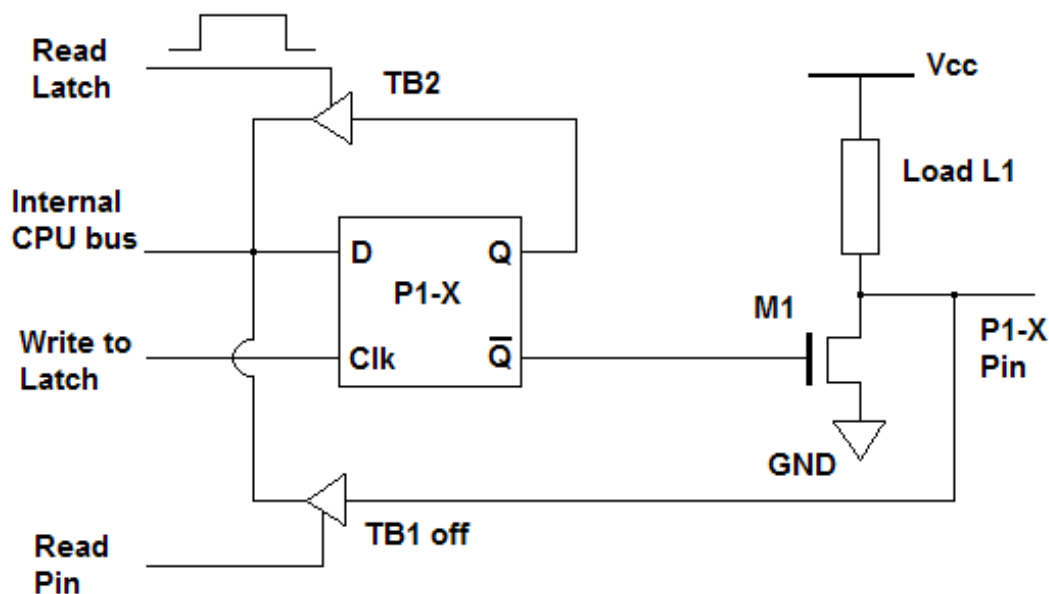 Read
Latch
TB2
Vcc
Load L1
Internal
CPU bus
D
Q
P1-X
M1
P1-X
Pin
Write to
Latch
Clk
Q̅
GND
TB1 off
Read
Pin